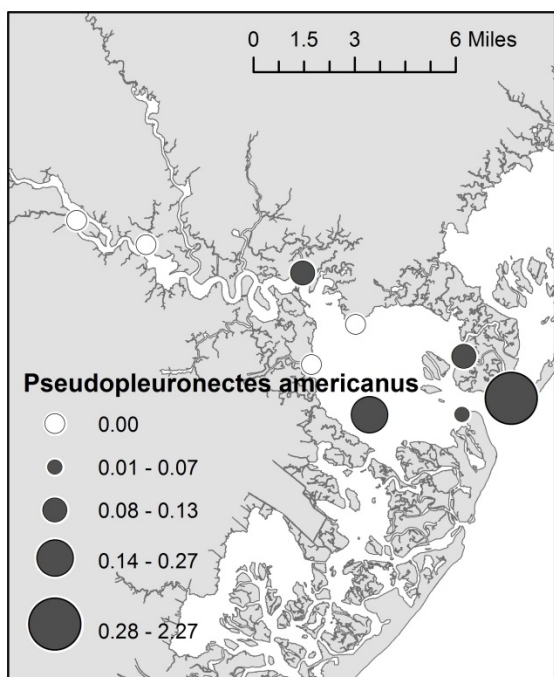 0 1.5 3 6 Miles
Pseudopleuronectes americanus
0.00
0.01 - 0.07
0.08 - 0.13
0.14 - 0.27
0.28 - 2.27